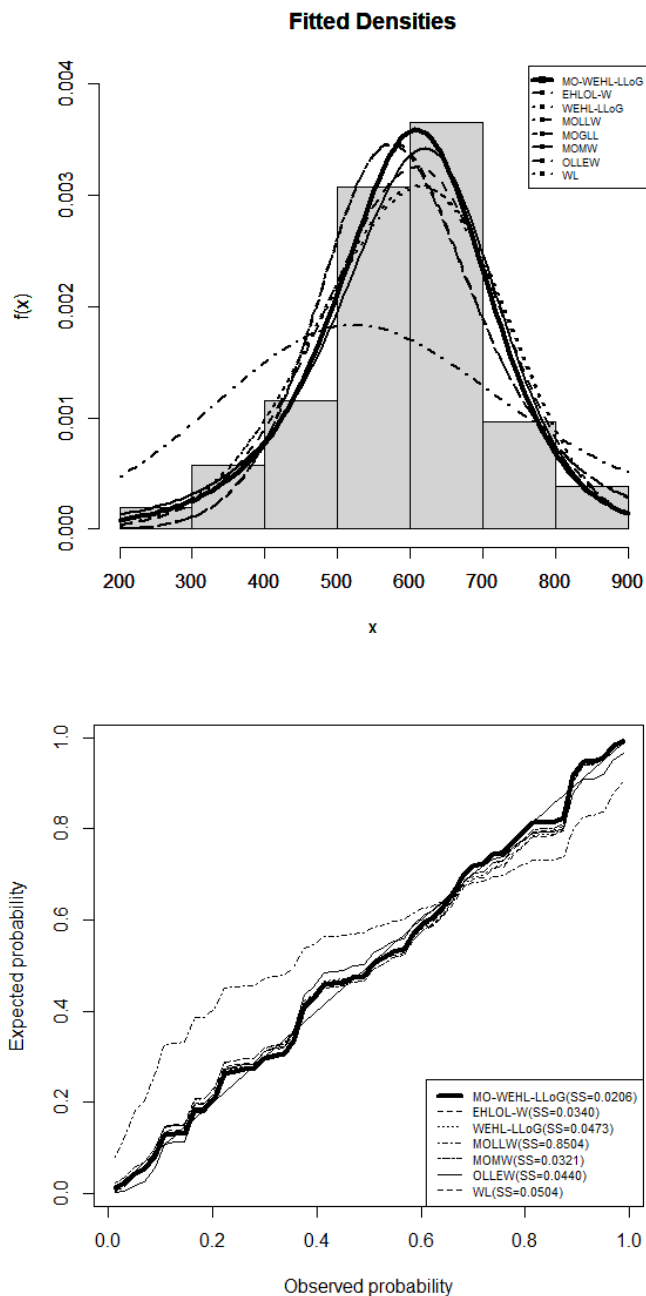 Fitted Densities
MO-WEHL-LLoG
EHLOL-W
WEHL-LLoG
MOLLW
MOGLL
MOMW
OLLEW
WL
0.004
0.003
0.002
0.001
0.000
f(x)
200 300 400 500 600 700 800 900
x
1.0
0.8
0.6
0.4
0.2
0.0
Expected probability
MO-WEHL-LLoG(SS=0.0206)
EHLOL-W(SS=0.0340)
WEHL-LLoG(SS=0.0473)
MOLLW(SS=0.8504)
MOMW(SS=0.0321)
OLLEW(SS=0.0440)
WL(SS=0.0504)
0.0 0.2 0.4 0.6 0.8 1.0
Observed probability